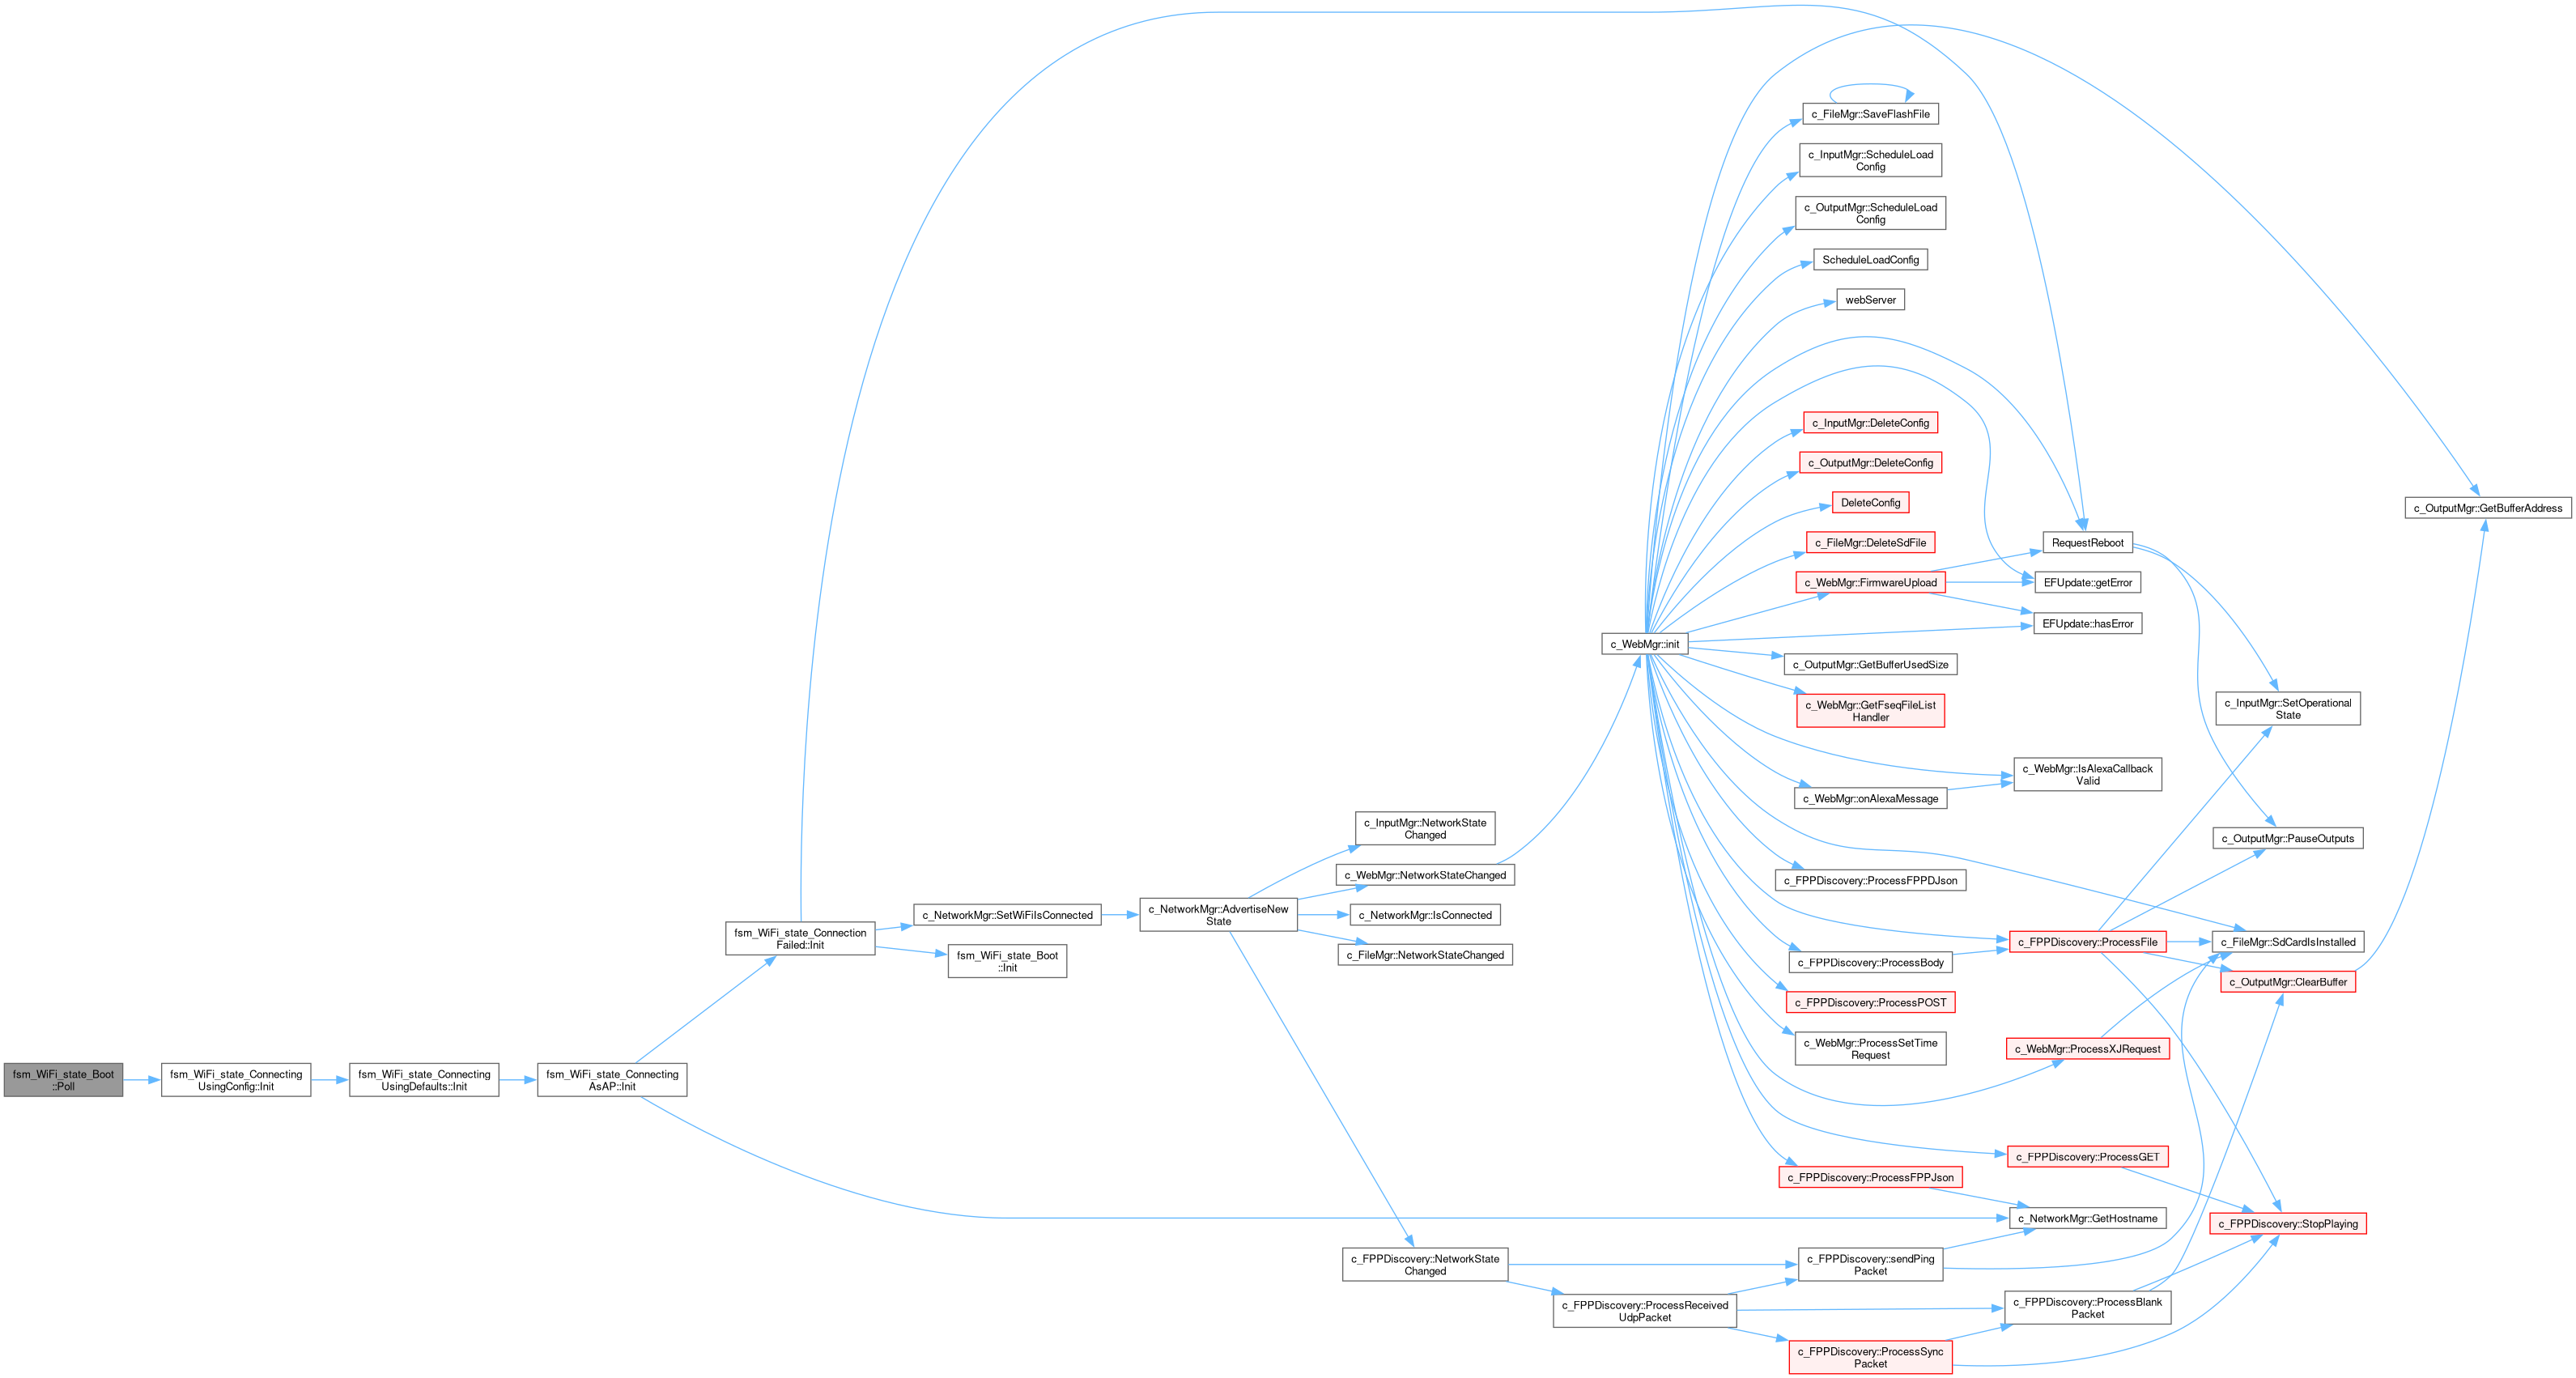 fsm_WiFi_state_Boot
::Poll
fsm_WiFi_state_Connecting
UsingConfig::Init
fsm_WiFi_state_Connecting
UsingDefaults::Init
fsm_WiFi_state_Connecting
AsAP::Init
fsm_WiFi_state_Connection
Failed::Init
c_NetworkMgr::SetWiFiIsConnected
fsm_WiFi_state_Boot
::Init
c_NetworkMgr::AdvertiseNew
State
c_InputMgr::NetworkState
Changed
c_WebMgr::NetworkStateChanged
c_NetworkMgr::IsConnected
c_FileMgr::NetworkStateChanged
c_FPPDiscovery::NetworkState
Changed
c_FPPDiscovery::ProcessReceived
UdpPacket
c_WebMgr::init
c_FileMgr::SaveFlashFile
c_InputMgr::ScheduleLoad
Config
c_OutputMgr::ScheduleLoad
Config
ScheduleLoadConfig
webServer
c_InputMgr::DeleteConfig
c_OutputMgr::DeleteConfig
DeleteConfig
c_FileMgr::DeleteSdFile
c_WebMgr::FirmwareUpload
c_OutputMgr::GetBufferUsedSize
c_WebMgr::GetFseqFileList
Handler
c_WebMgr::onAlexaMessage
c_FPPDiscovery::ProcessFPPDJson
c_FPPDiscovery::ProcessBody
c_FPPDiscovery::ProcessPOST
c_WebMgr::ProcessSetTime
Request
c_FPPDiscovery::ProcessFPPJson
c_FPPDiscovery::sendPing
Packet
c_FPPDiscovery::ProcessSync
Packet
RequestReboot
EFUpdate::getError
EFUpdate::hasError
c_WebMgr::IsAlexaCallback
Valid
c_FPPDiscovery::ProcessFile
c_WebMgr::ProcessXJRequest
c_FPPDiscovery::ProcessGET
c_NetworkMgr::GetHostname
c_FPPDiscovery::ProcessBlank
Packet
c_InputMgr::SetOperational
State
c_OutputMgr::PauseOutputs
c_FileMgr::SdCardIsInstalled
c_OutputMgr::ClearBuffer
c_FPPDiscovery::StopPlaying
c_OutputMgr::GetBufferAddress